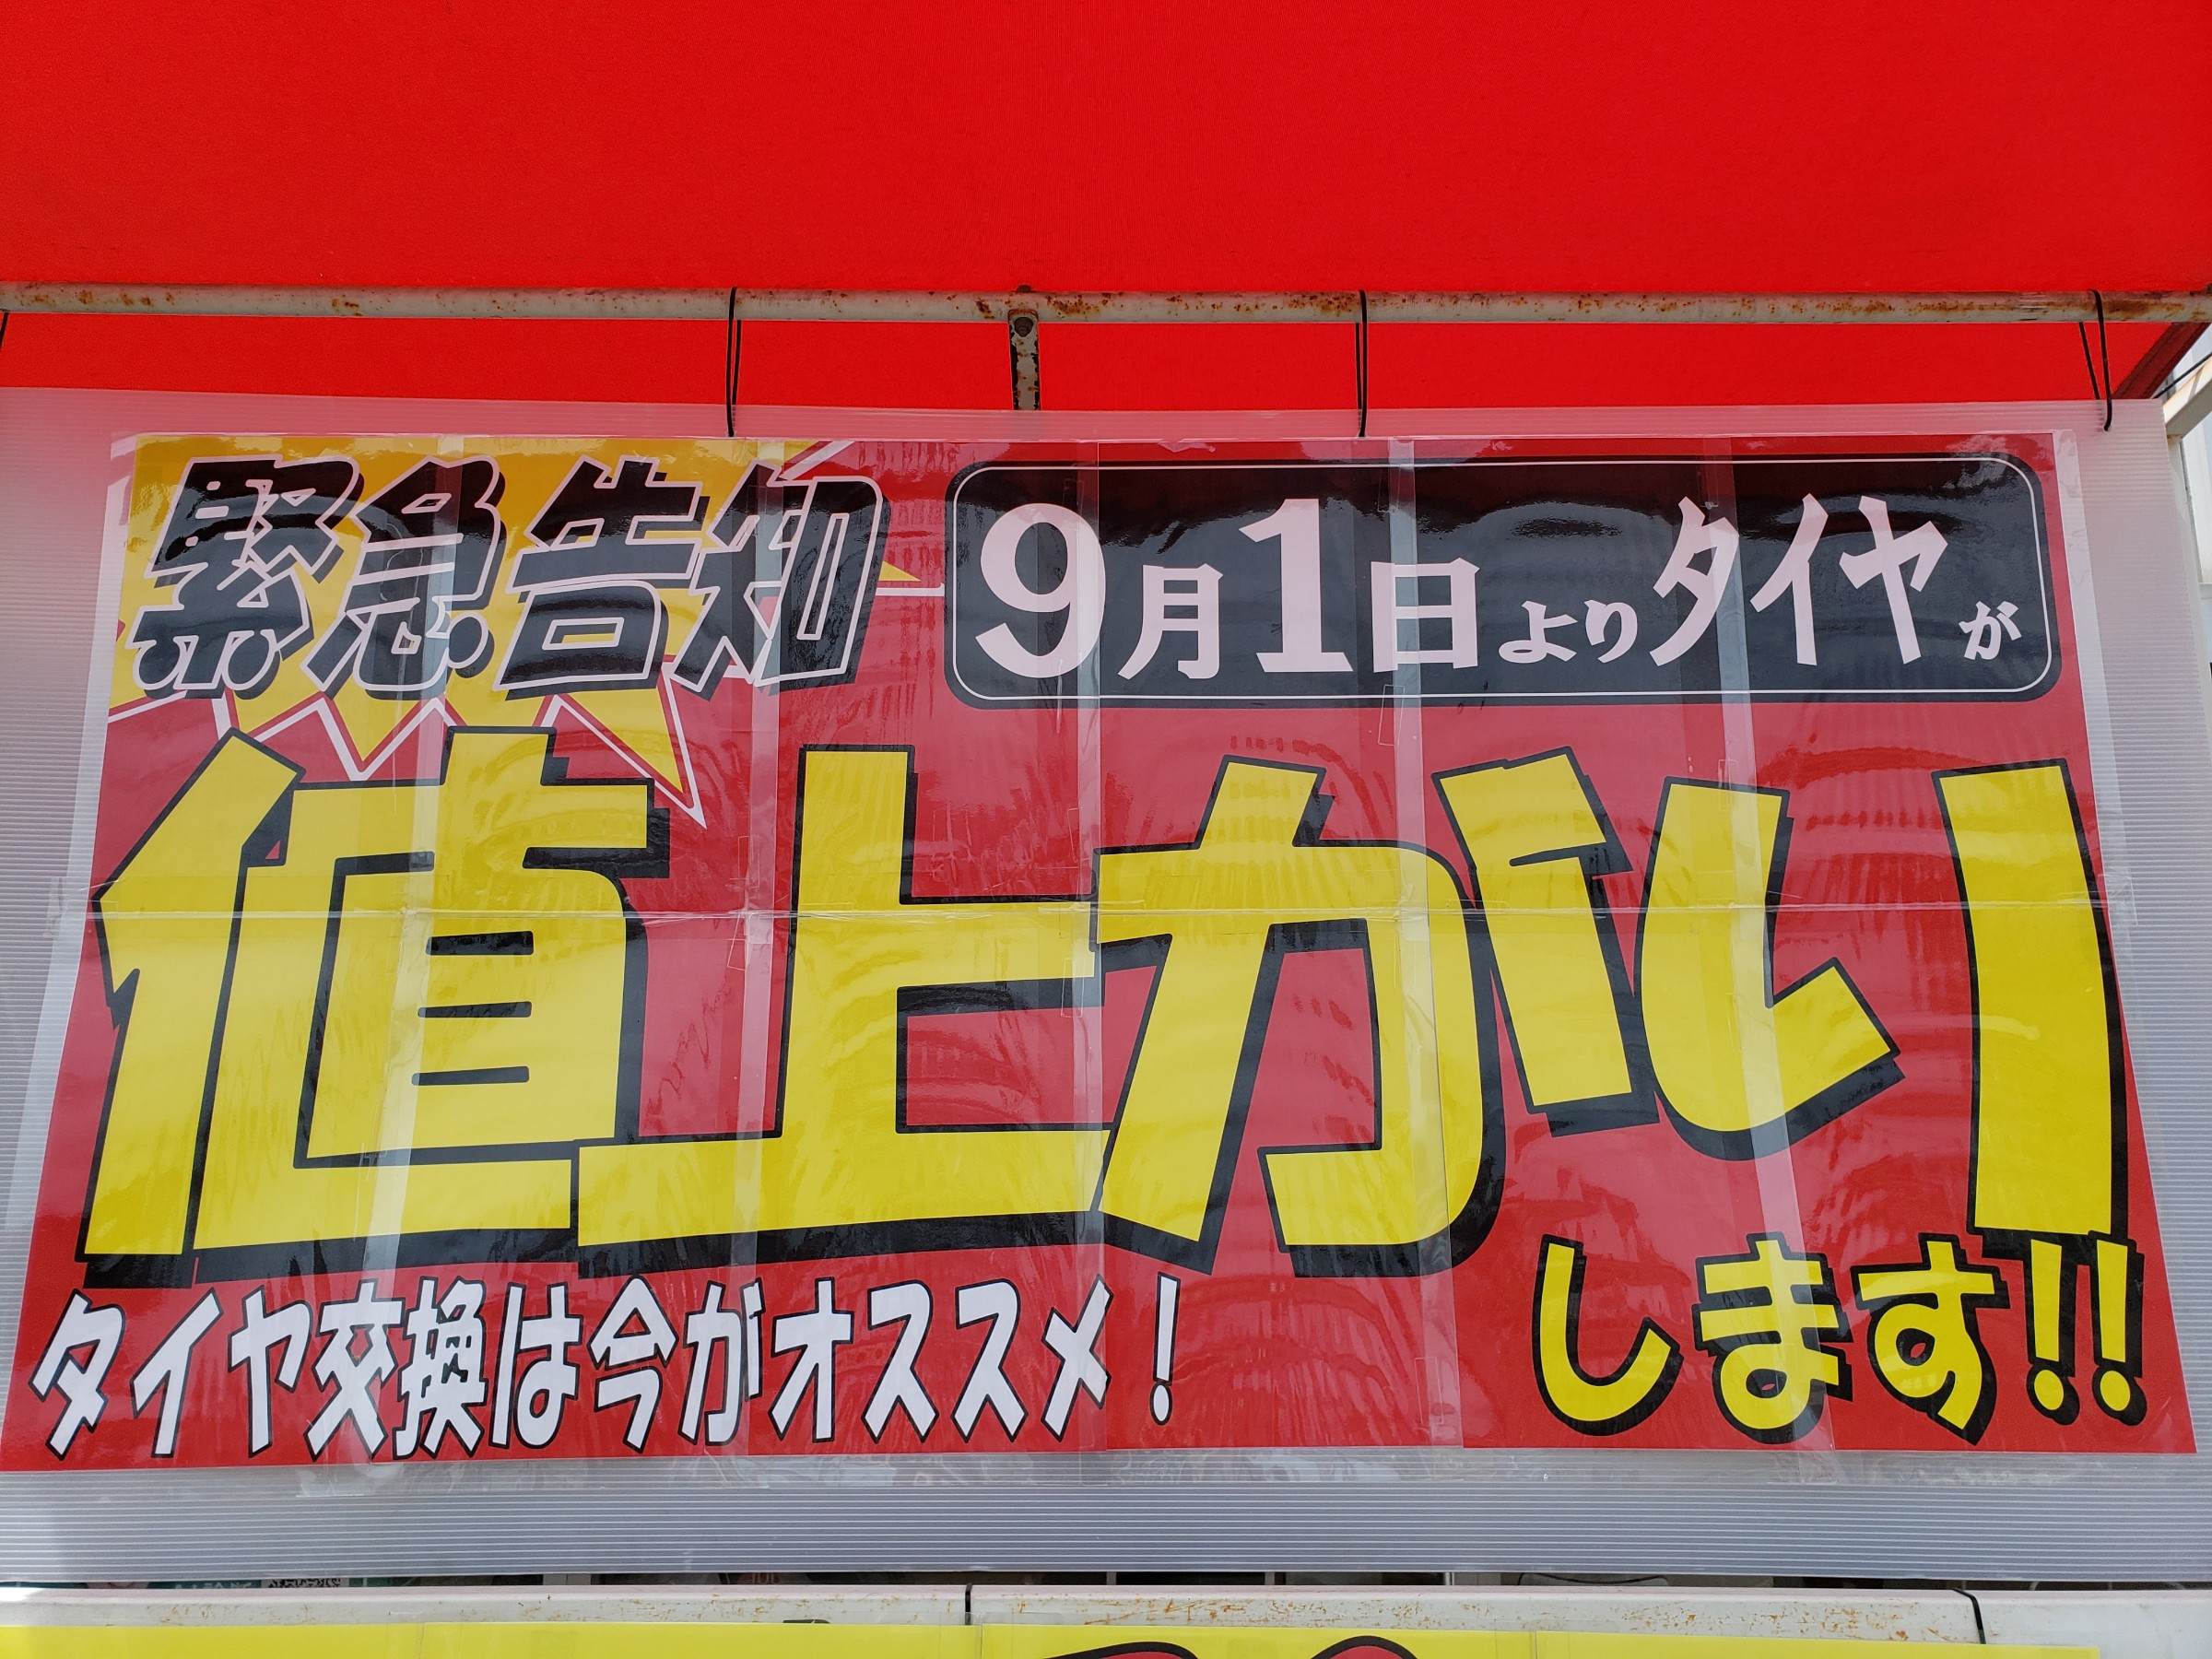 緊急告知
9月1日よりタイヤが
値上がり
します!!
タイヤ交換は今がオススメ！